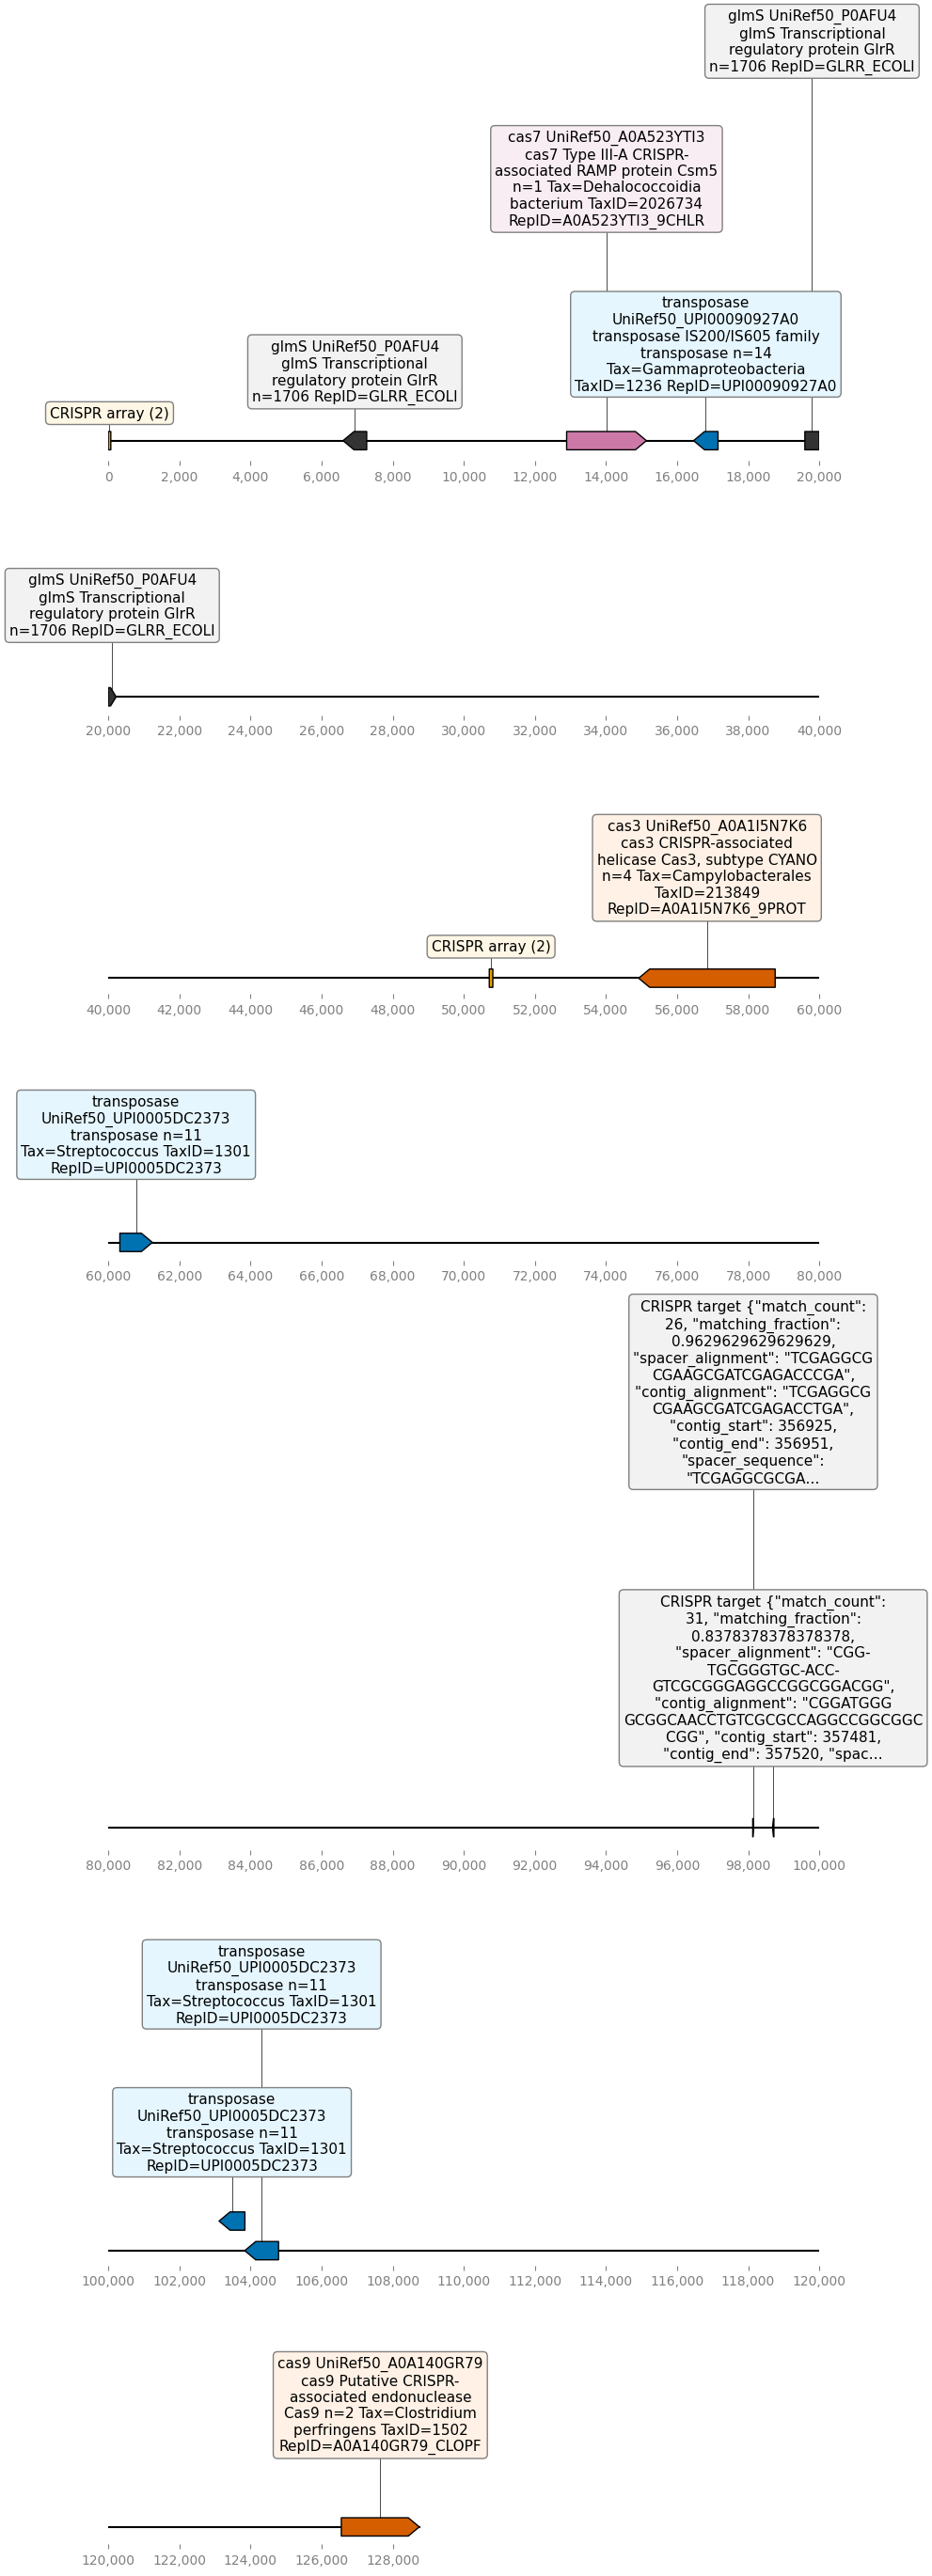 glmS UniRef50_P0AFU4
glmS Transcriptional
regulatory protein GlrR
n=1706 RepID=GLRR_ECOLI
cas7 UniRef50_A0A523YTI3
cas7 Type III-A CRISPR-
associated RAMP protein Csm5
n=1 Tax=Dehalococcoidia
bacterium TaxID=2026734
RepID=A0A523YTI3_9CHLR
transposase
UniRef50_UPI00090927A0
transposase IS200/IS605 family
transposase n=14
Tax=Gammaproteobacteria
TaxID=1236 RepID=UPI00090927A0
glmS UniRef50_P0AFU4
glmS Transcriptional
regulatory protein GlrR
n=1706 RepID=GLRR_ECOLI
CRISPR array (2)
0 2,000 4,000 6,000 8,000 10,000 12,000 14,000 16,000 18,000 20,000
glmS UniRef50_P0AFU4
glmS Transcriptional
regulatory protein GlrR
n=1706 RepID=GLRR_ECOLI
20,000 22,000 24,000 26,000 28,000 30,000 32,000 34,000 36,000 38,000 40,000
cas3 UniRef50_A0A1I5N7K6
cas3 CRISPR-associated
helicase Cas3, subtype CYANO
n=4 Tax=Campylobacterales
TaxID=213849
RepID=A0A1I5N7K6_9PROT
CRISPR array (2)
40,000 42,000 44,000 46,000 48,000 50,000 52,000 54,000 56,000 58,000 60,000
transposase
UniRef50_UPI0005DC2373
transposase n=11
Tax=Streptococcus TaxID=1301
RepID=UPI0005DC2373
60,000 62,000 64,000 66,000 68,000 70,000 72,000 74,000 76,000 78,000 80,000
CRISPR target {"match_count":
26, "matching_fraction":
0.9629629629629629,
"spacer_alignment": "TCGAGGCG
CGAAGCGATCGAGACCCGA",
"contig_alignment": "TCGAGGCG
CGAAGCGATCGAGACCTGA",
"contig_start": 356925,
"contig_end": 356951,
"spacer_sequence":
"TCGAGGCGCGA...
CRISPR target {"match_count":
31, "matching_fraction":
0.8378378378378378,
"spacer_alignment": "CGG-
TGCGGGTGC-ACC-
GTCGCGGGAGGCCGGCGGACGG",
"contig_alignment": "CGGATGGG
GCGGCAACCTGTCGCGCCAGGCCGGCGGC
CGG", "contig_start": 357481,
"contig_end": 357520, "spac...
80,000 82,000 84,000 86,000 88,000 90,000 92,000 94,000 96,000 98,000 100,000
transposase
UniRef50_UPI0005DC2373
transposase n=11
Tax=Streptococcus TaxID=1301
RepID=UPI0005DC2373
transposase
UniRef50_UPI0005DC2373
transposase n=11
Tax=Streptococcus TaxID=1301
RepID=UPI0005DC2373
100,000 102,000 104,000 106,000 108,000 110,000 112,000 114,000 116,000 118,000 120,000
cas9 UniRef50_A0A140GR79
cas9 Putative CRISPR-
associated endonuclease
Cas9 n=2 Tax=Clostridium
perfringens TaxID=1502
RepID=A0A140GR79_CLOPF
120,000 122,000 124,000 126,000 128,000